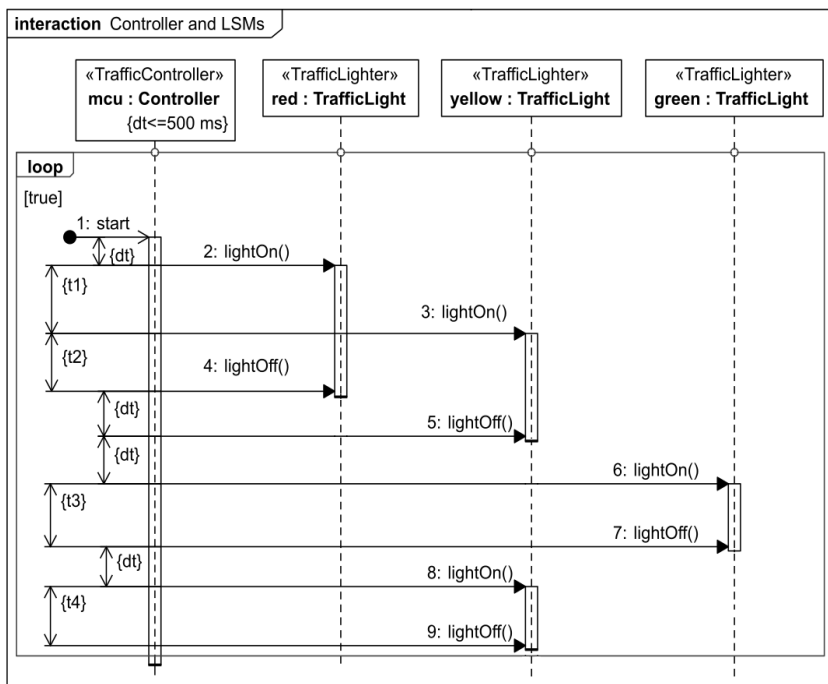 interaction Controller and LSMs
«TrafficController»
mcu : Controller
{dt<=500 ms}
«TrafficLighter»
red : TrafficLight
«TrafficLighter»
yellow : TrafficLight
«TrafficLighter»
green : TrafficLight
loop
[true]
1: start
{dt}
2: lightOn()
{t1}
3: lightOn()
{t2}
4: lightOff()
{dt}
5: lightOff()
{dt}
6: lightOn()
{t3}
7: lightOff()
{dt}
8: lightOn()
{t4}
9: lightOff()